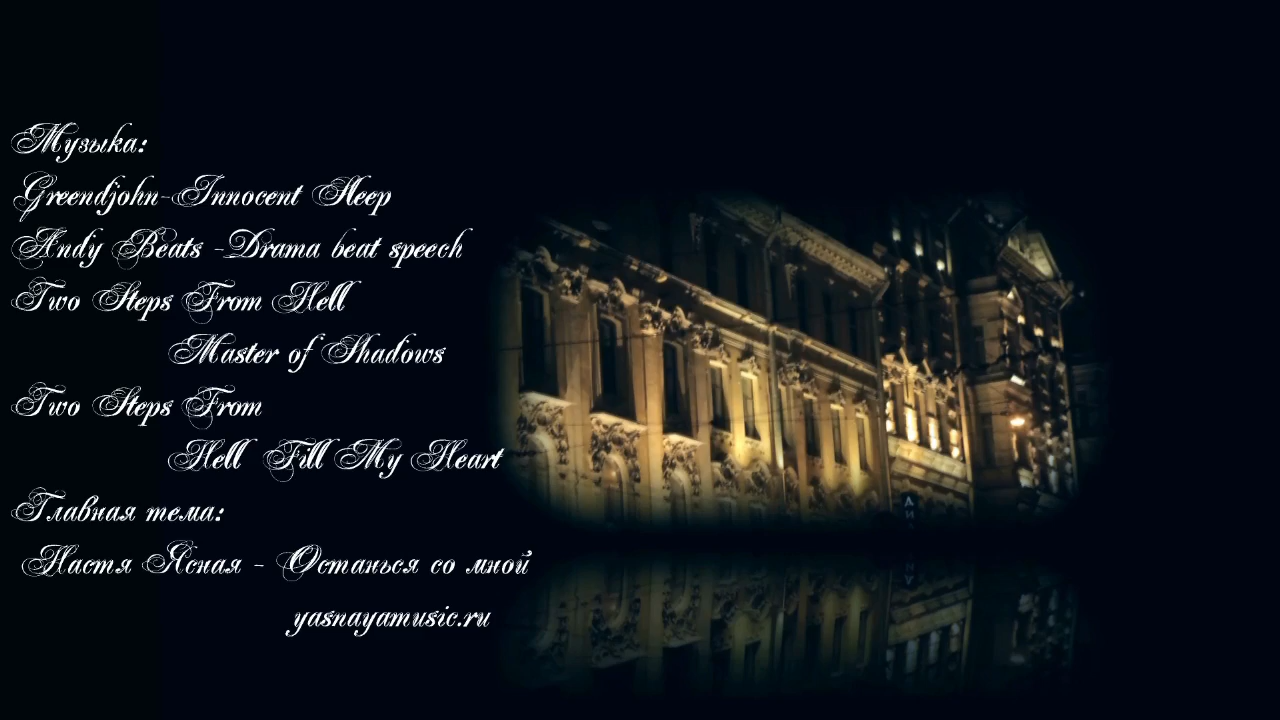 Музыка:
Greendjohn-Innocent Sleep
Andy Beats -Drama beat speech
Two Steps From Hell
Master of Shadows
Two Steps From
Hell Fill My Heart
Главная тема:
Настя Ясная - Останься со мной
yasnayamusic.ru